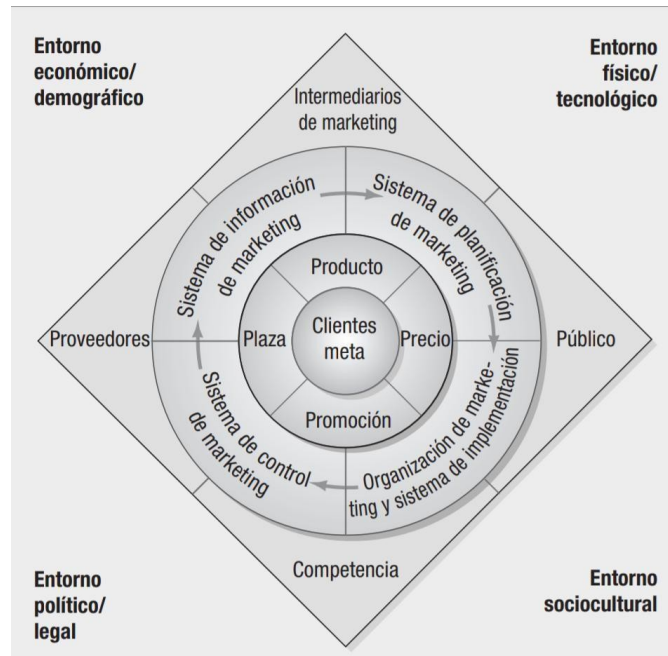 Entorno
económico/
demográfico
Entorno
físico/
tecnológico
Intermediarios
de marketing
Sistema de información
de marketing
Sistema de planificación
de marketing
Producto
Proveedores
Plaza
Clientes
meta
Precio
Público
Promoción
Sistema de control
de marketing
Organización de marke-
ting y sistema de implementación
Competencia
Entorno
político/
legal
Entorno
sociocultural